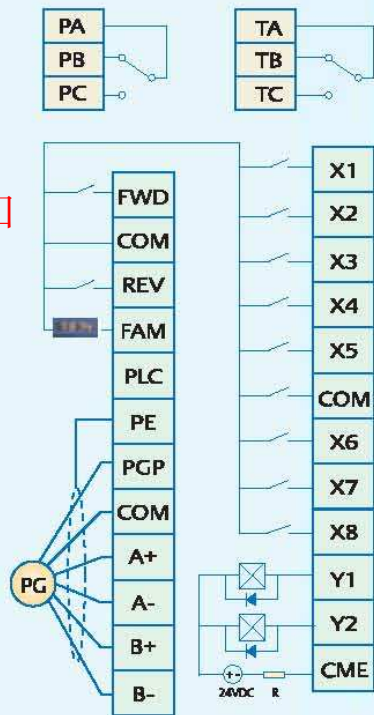 PA
PB
PC
TA
TB
TC
FWD
COM
REV
FAM
PLC
PE
PGP
COM
A+
A-
B+
B-
PG
X1
X2
X3
X4
X5
COM
X6
X7
X8
Y1
Y2
CME
24VDC R